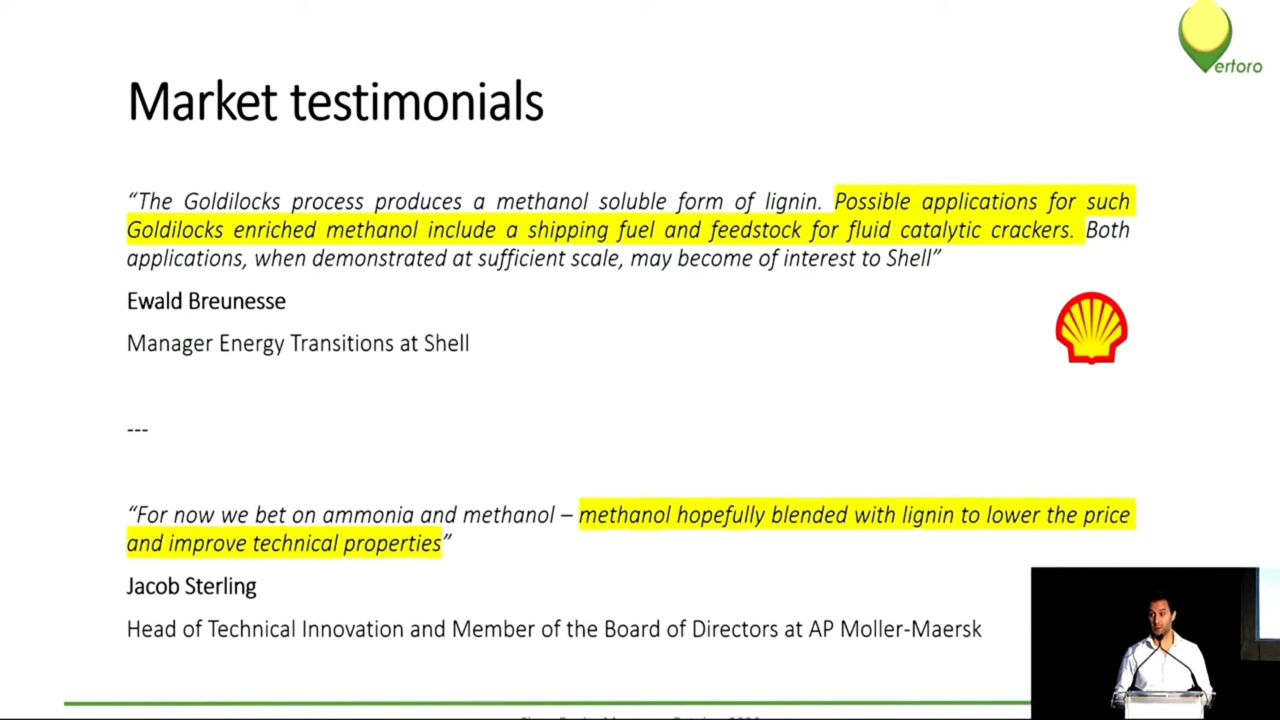 ertoro
Market testimonials
“The Goldilocks process produces a methanol soluble form of lignin. Possible applications for such
Goldilocks enriched methanol include a shipping fuel and feedstock for fluid catalytic crackers. Both
applications, when demonstrated at sufficient scale, may become of interest to Shell”
Ewald Breunesse
Manager Energy Transitions at Shell
---
“For now we bet on ammonia and methanol – methanol hopefully blended with lignin to lower the price
and improve technical properties”
Jacob Sterling
Head of Technical Innovation and Member of the Board of Directors at AP Moller-Maersk